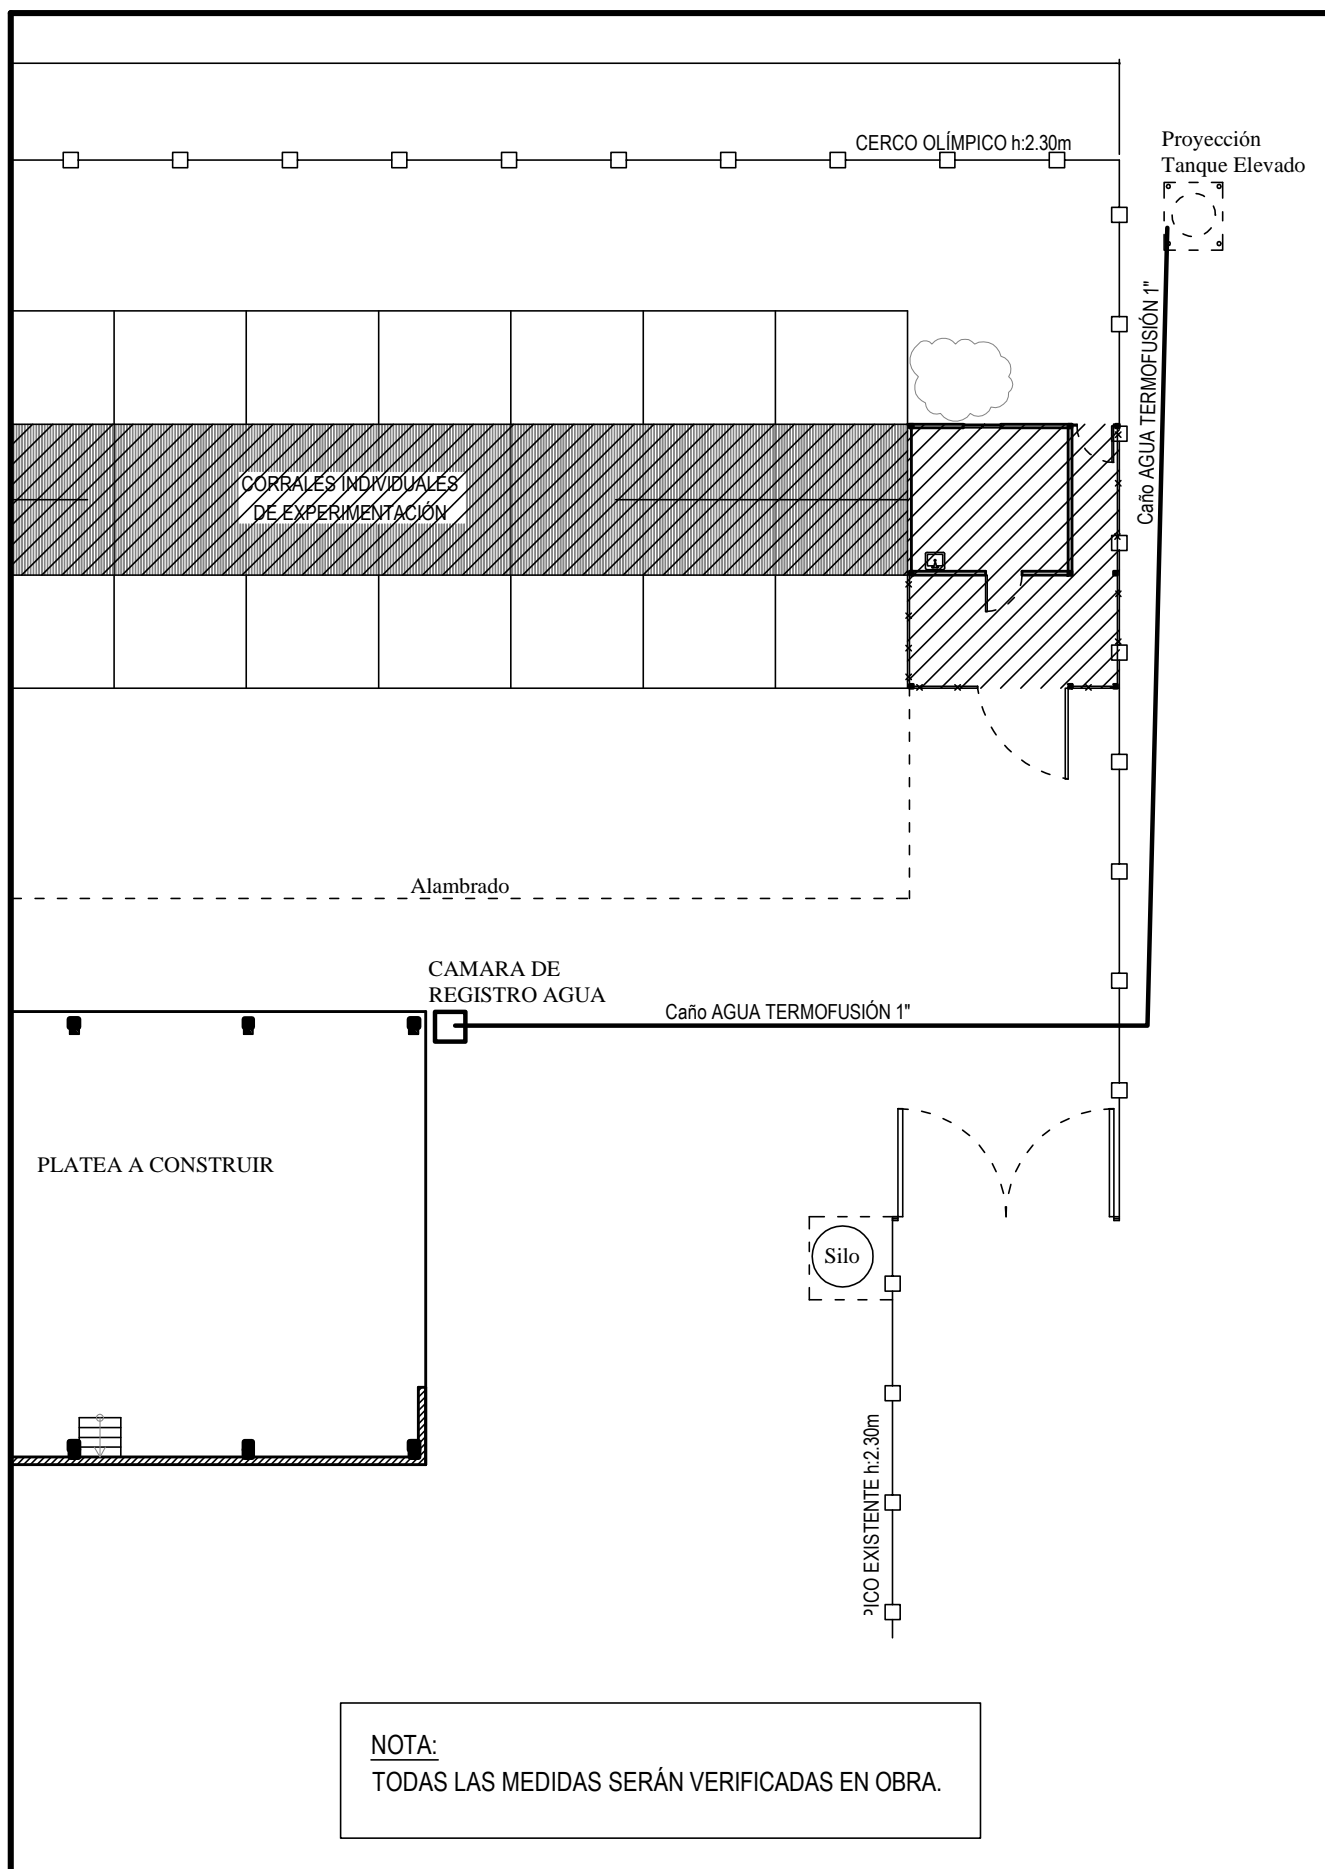 CERCO OLÍMPICO h:2.30m
Proyección
Tanque Elevado
Caño AGUA TERMOFUSIÓN 1"
CORRALES INDIVIDUALES
DE EXPERIMENTACIÓN
Alambrado
CAMARA DE
REGISTRO AGUA
Caño AGUA TERMOFUSIÓN 1"
PLATEA A CONSTRUIR
Silo
PICO EXISTENTE h:2.30m
NOTA:
TODAS LAS MEDIDAS SERÁN VERIFICADAS EN OBRA.